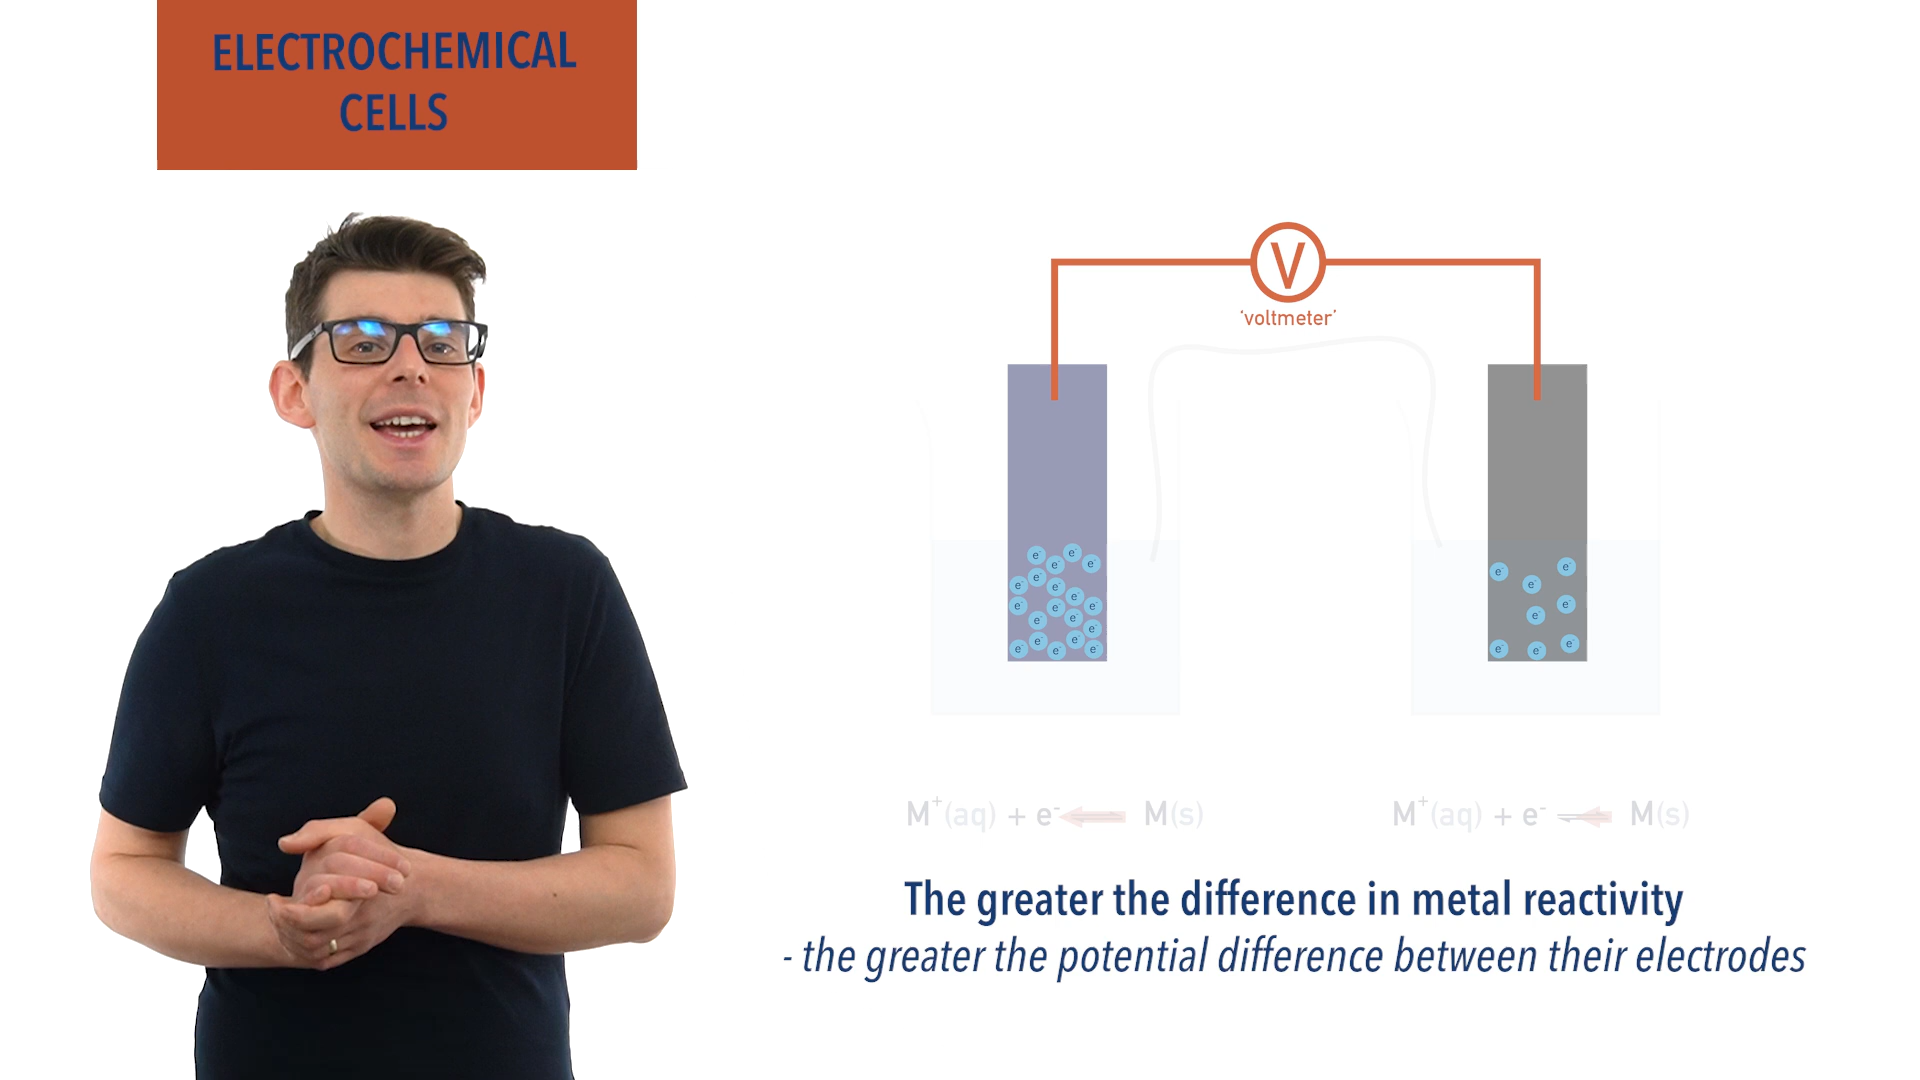 ELECTROCHEMICAL
CELLS
V
'voltmeter'
e⁻ e⁻ e⁻ e⁻ e⁻ e⁻ e⁻ e⁻ e⁻ e⁻ e⁻ e⁻ e⁻ e⁻ e⁻ e⁻ e⁻ e⁻ e⁻
e⁻ e⁻ e⁻ e⁻ e⁻ e⁻ e⁻ e⁻
M⁺(aq) + e⁻ M(s)
M⁺(aq) + e⁻ M(s)
The greater the difference in metal reactivity
- the greater the potential difference between their electrodes